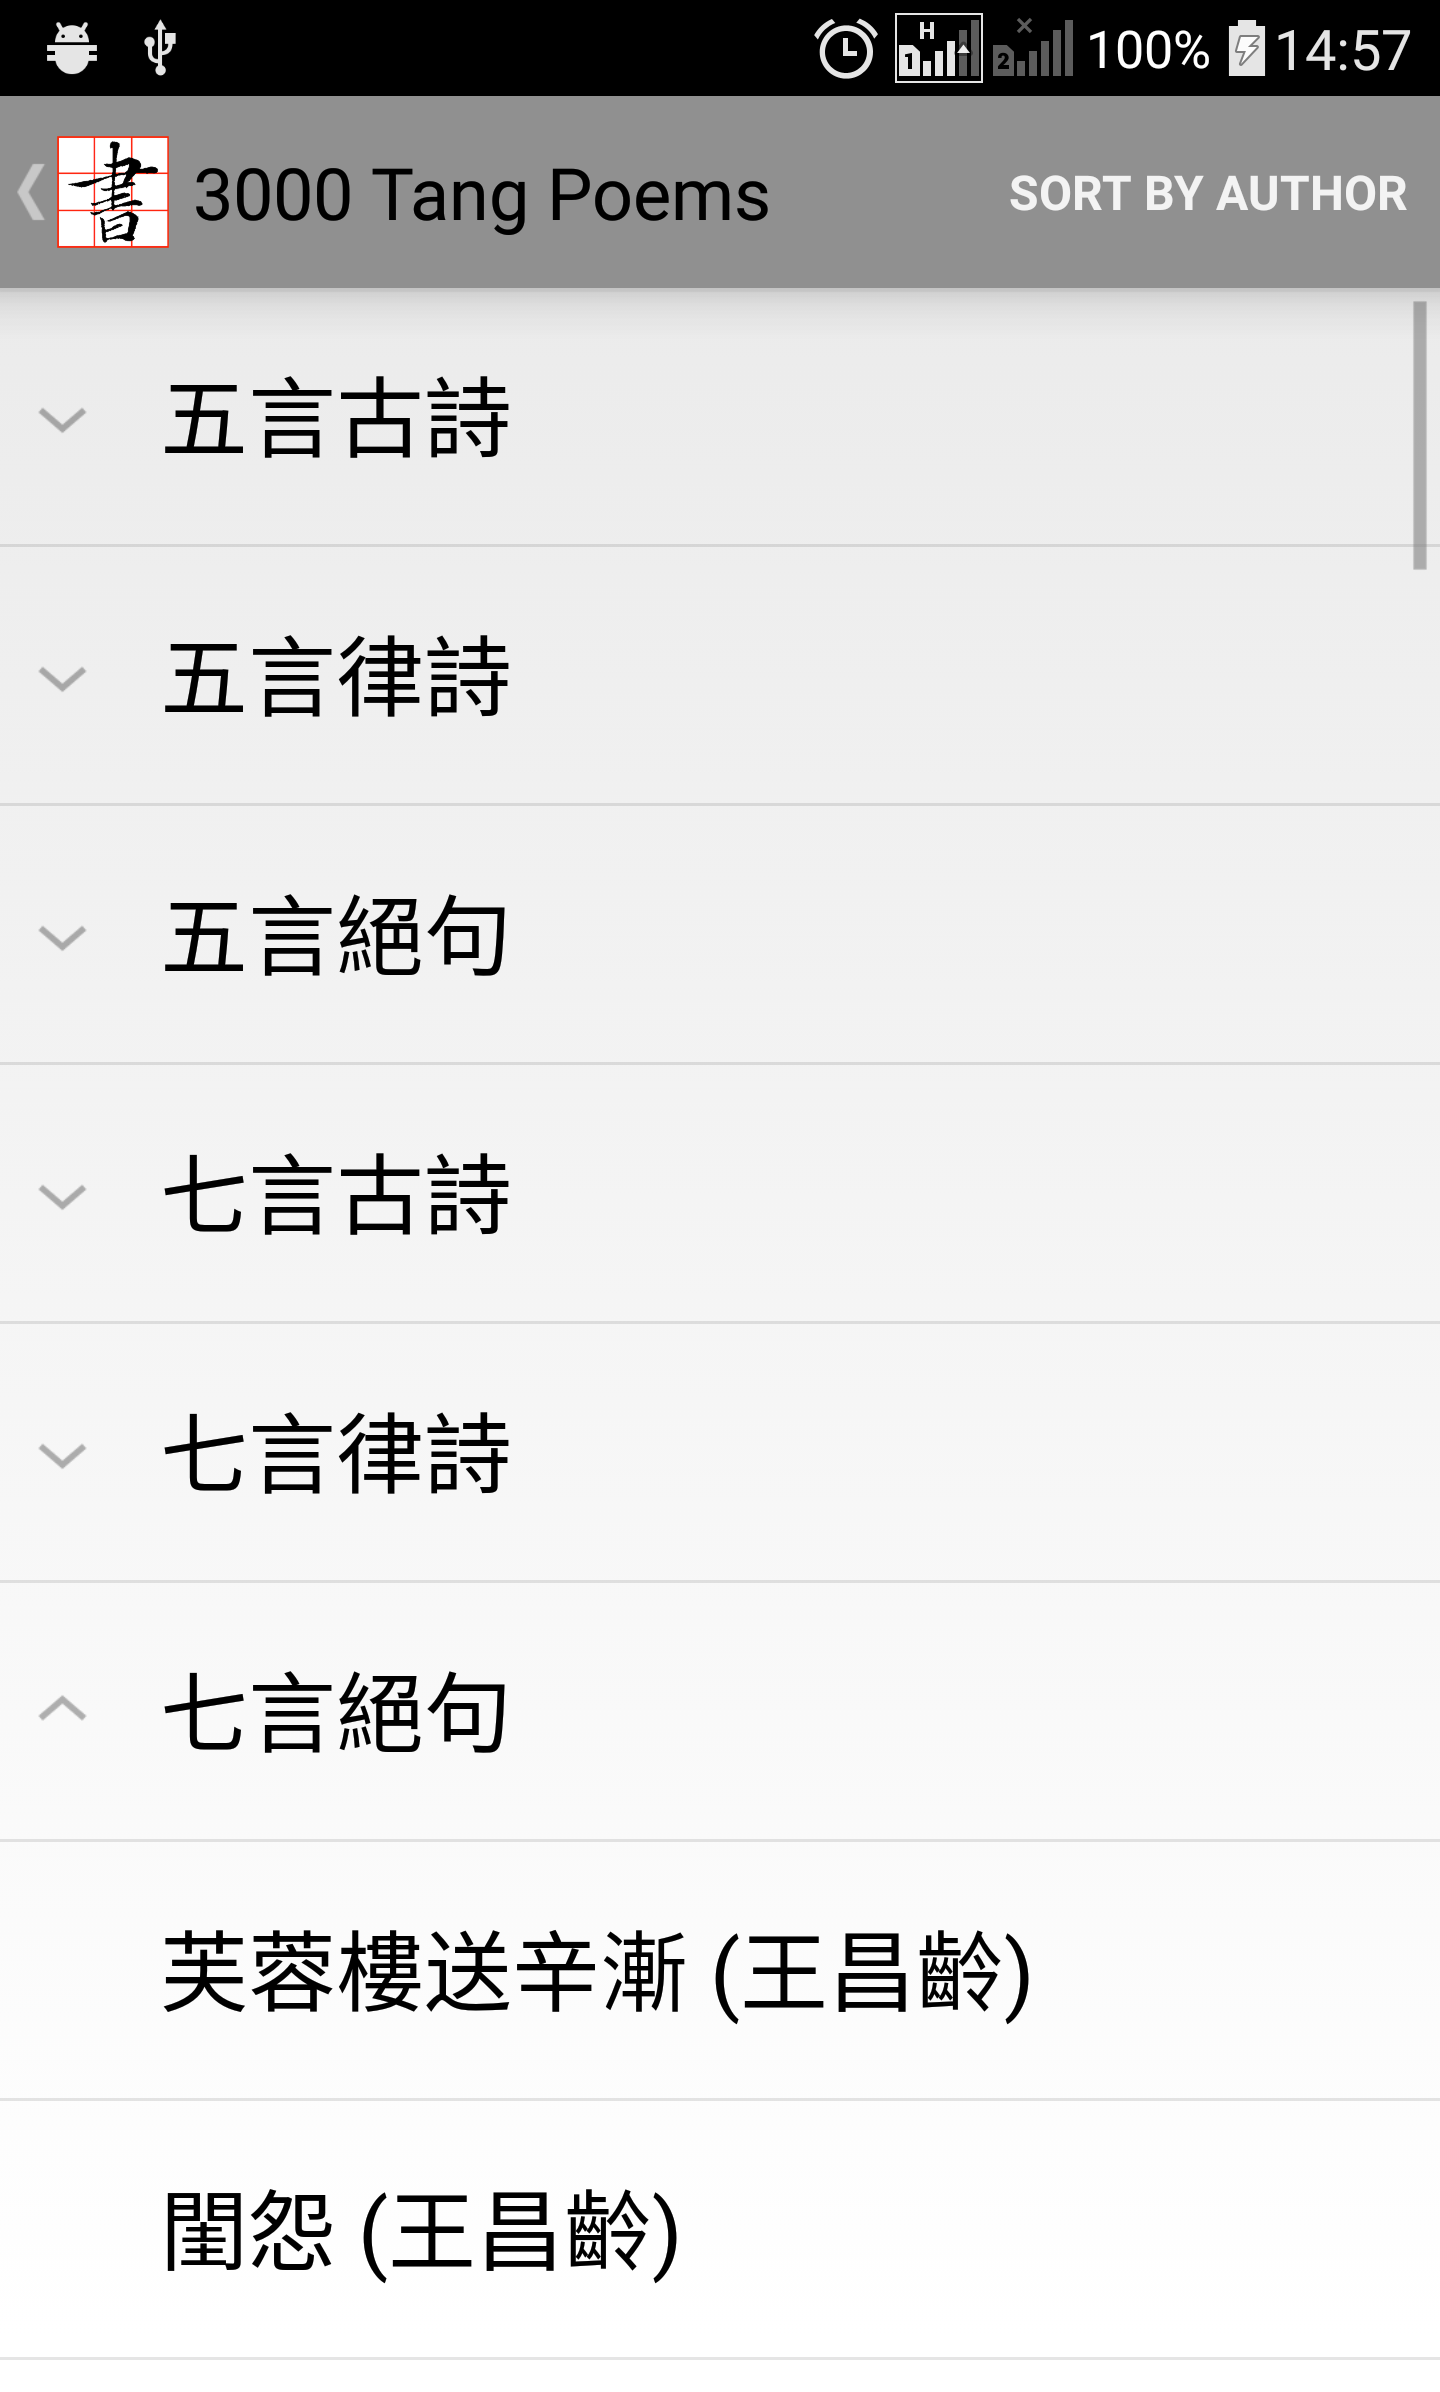 H 1 2 100% 14:57
書 3000 Tang Poems SORT BY AUTHOR
五言古詩
五言律詩
五言絕句
七言古詩
七言律詩
七言絕句
芙蓉樓送辛漸 (王昌齡)
閨怨 (王昌齡)